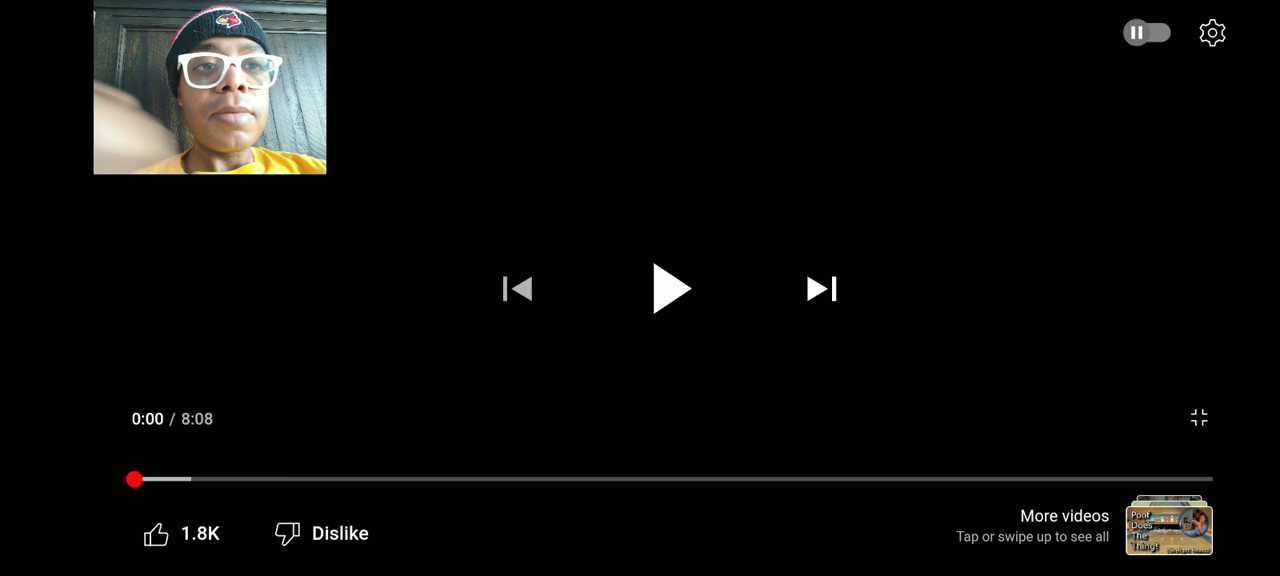 0:00 / 8:08
1.8K
Dislike
More videos
Tap or swipe up to see all
Poof
Does
The
Thing!